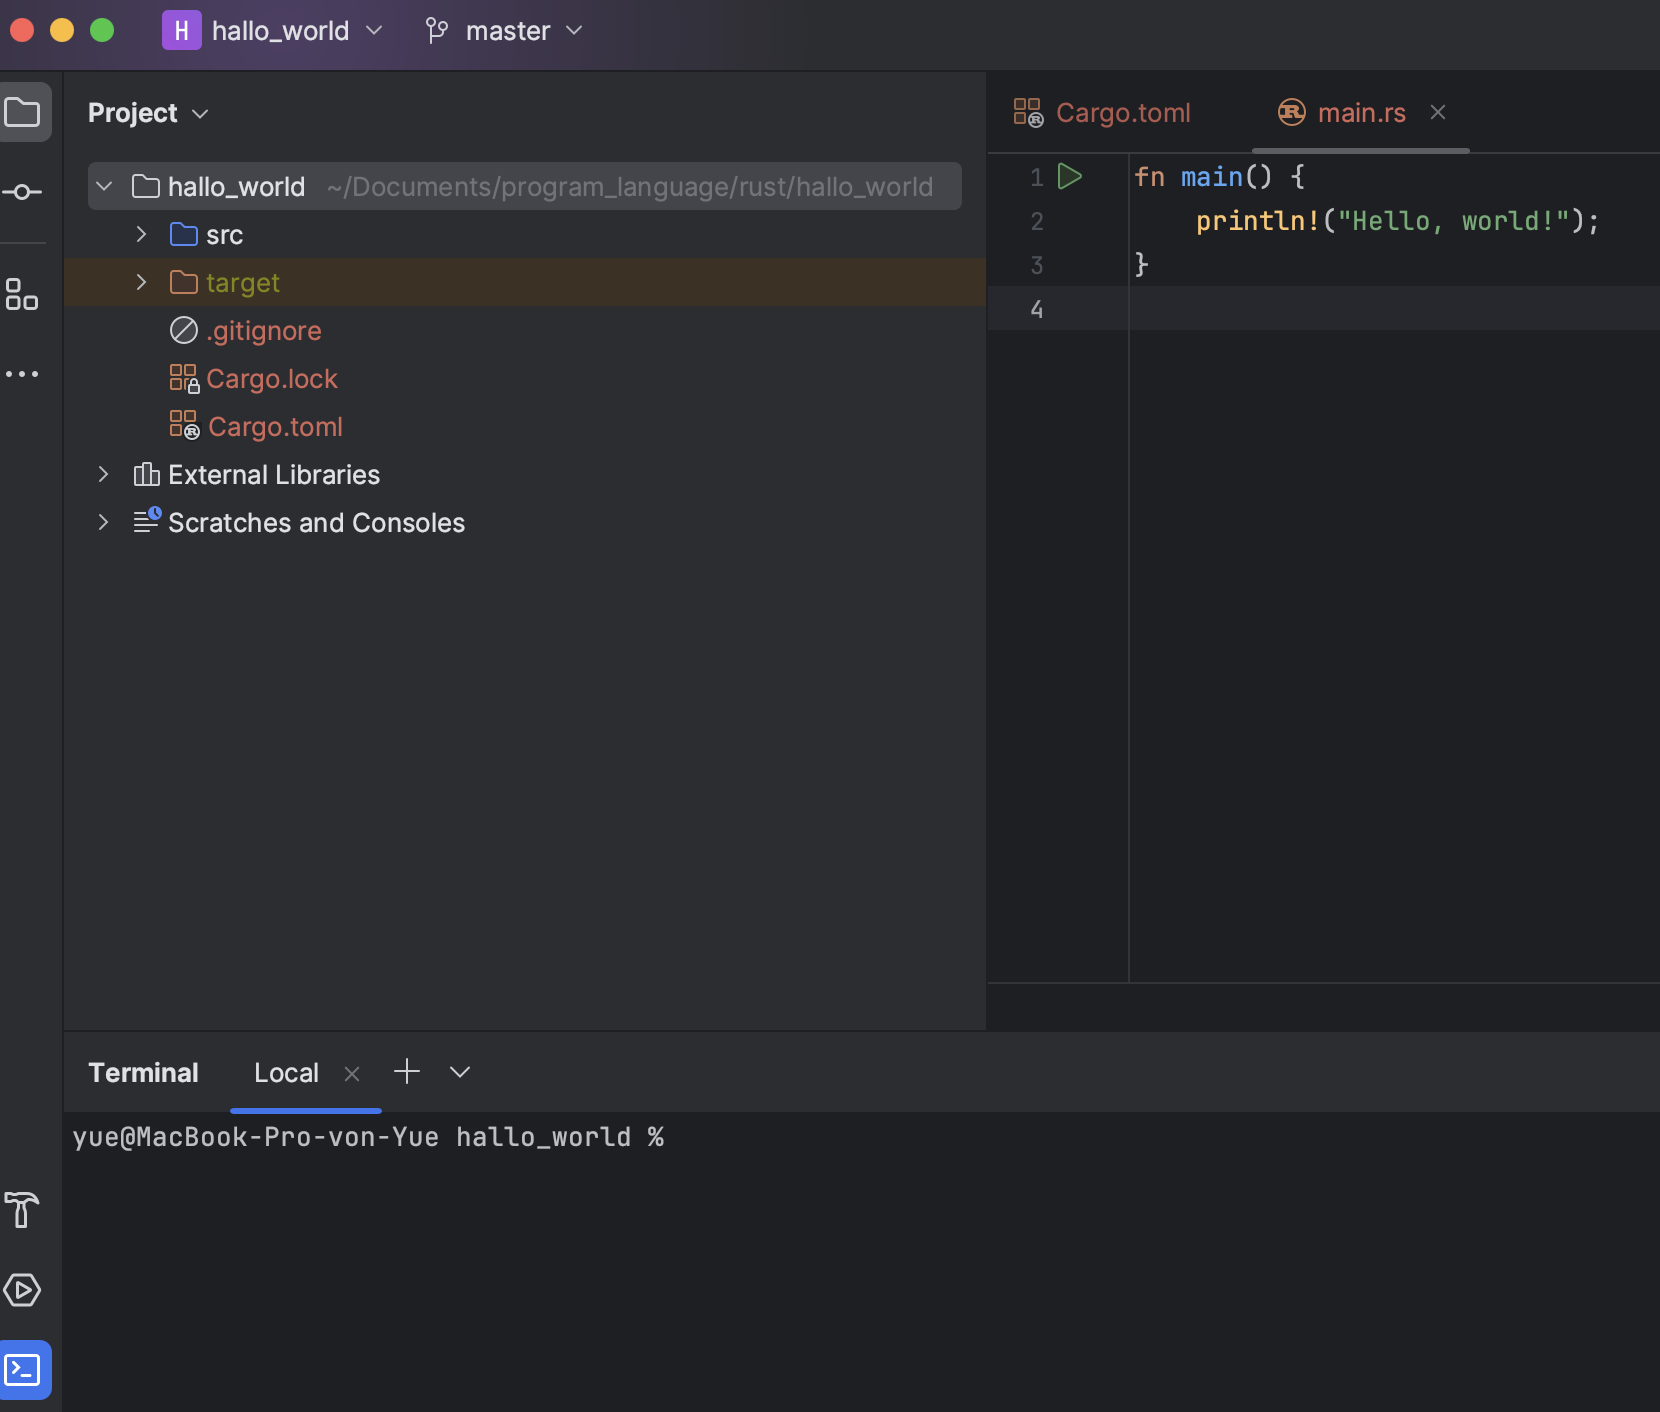 H hallo_world master
Project
hallo_world ~/Documents/program_language/rust/hallo_world
src
target
.gitignore
Cargo.lock
Cargo.toml
External Libraries
Scratches and Consoles
Cargo.toml main.rs
1 fn main() {
2 println!("Hello, world!");
3 }
4
Terminal Local
yue@MacBook-Pro-von-Yue hallo_world %